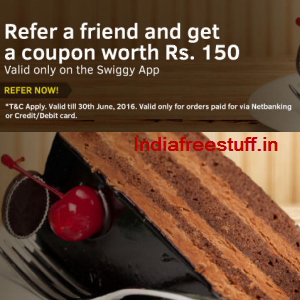 Refer a friend and get
a coupon worth Rs. 150
Valid only on the Swiggy App
REFER NOW!
*T&C Apply. Valid till 30th June, 2016. Valid only for orders paid for via Netbanking
or Credit/Debit card.
Indiafreestuff.in